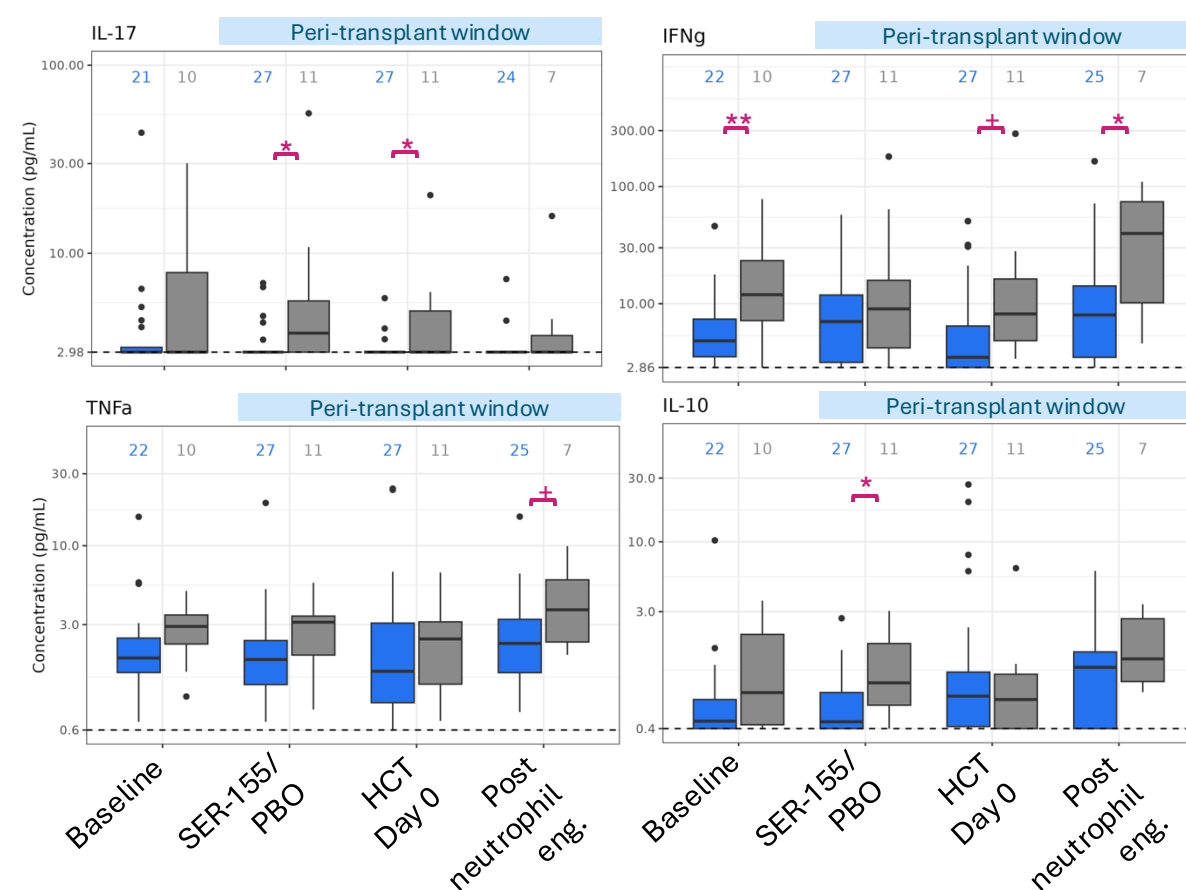 IL-17
Peri-transplant window
Concentration (pg/mL)
100.00
30.00
10.00
2.98
21 10 27 11 27 11 24 7
* *
IFNg
Peri-transplant window
300.00
100.00
30.00
10.00
2.86
22 10 27 11 27 11 25 7
** + *
TNFa
Peri-transplant window
Concentration (pg/mL)
30.0
10.0
3.0
0.6
22 10 27 11 27 11 25 7
+
IL-10
Peri-transplant window
30.0
10.0
3.0
0.4
22 10 27 11 27 11 25 7
*
Baseline
SER-155/
PBO
HCT
Day 0
Post
neutrophil
eng.
Baseline
SER-155/
PBO
HCT
Day 0
Post
neutrophil
eng.